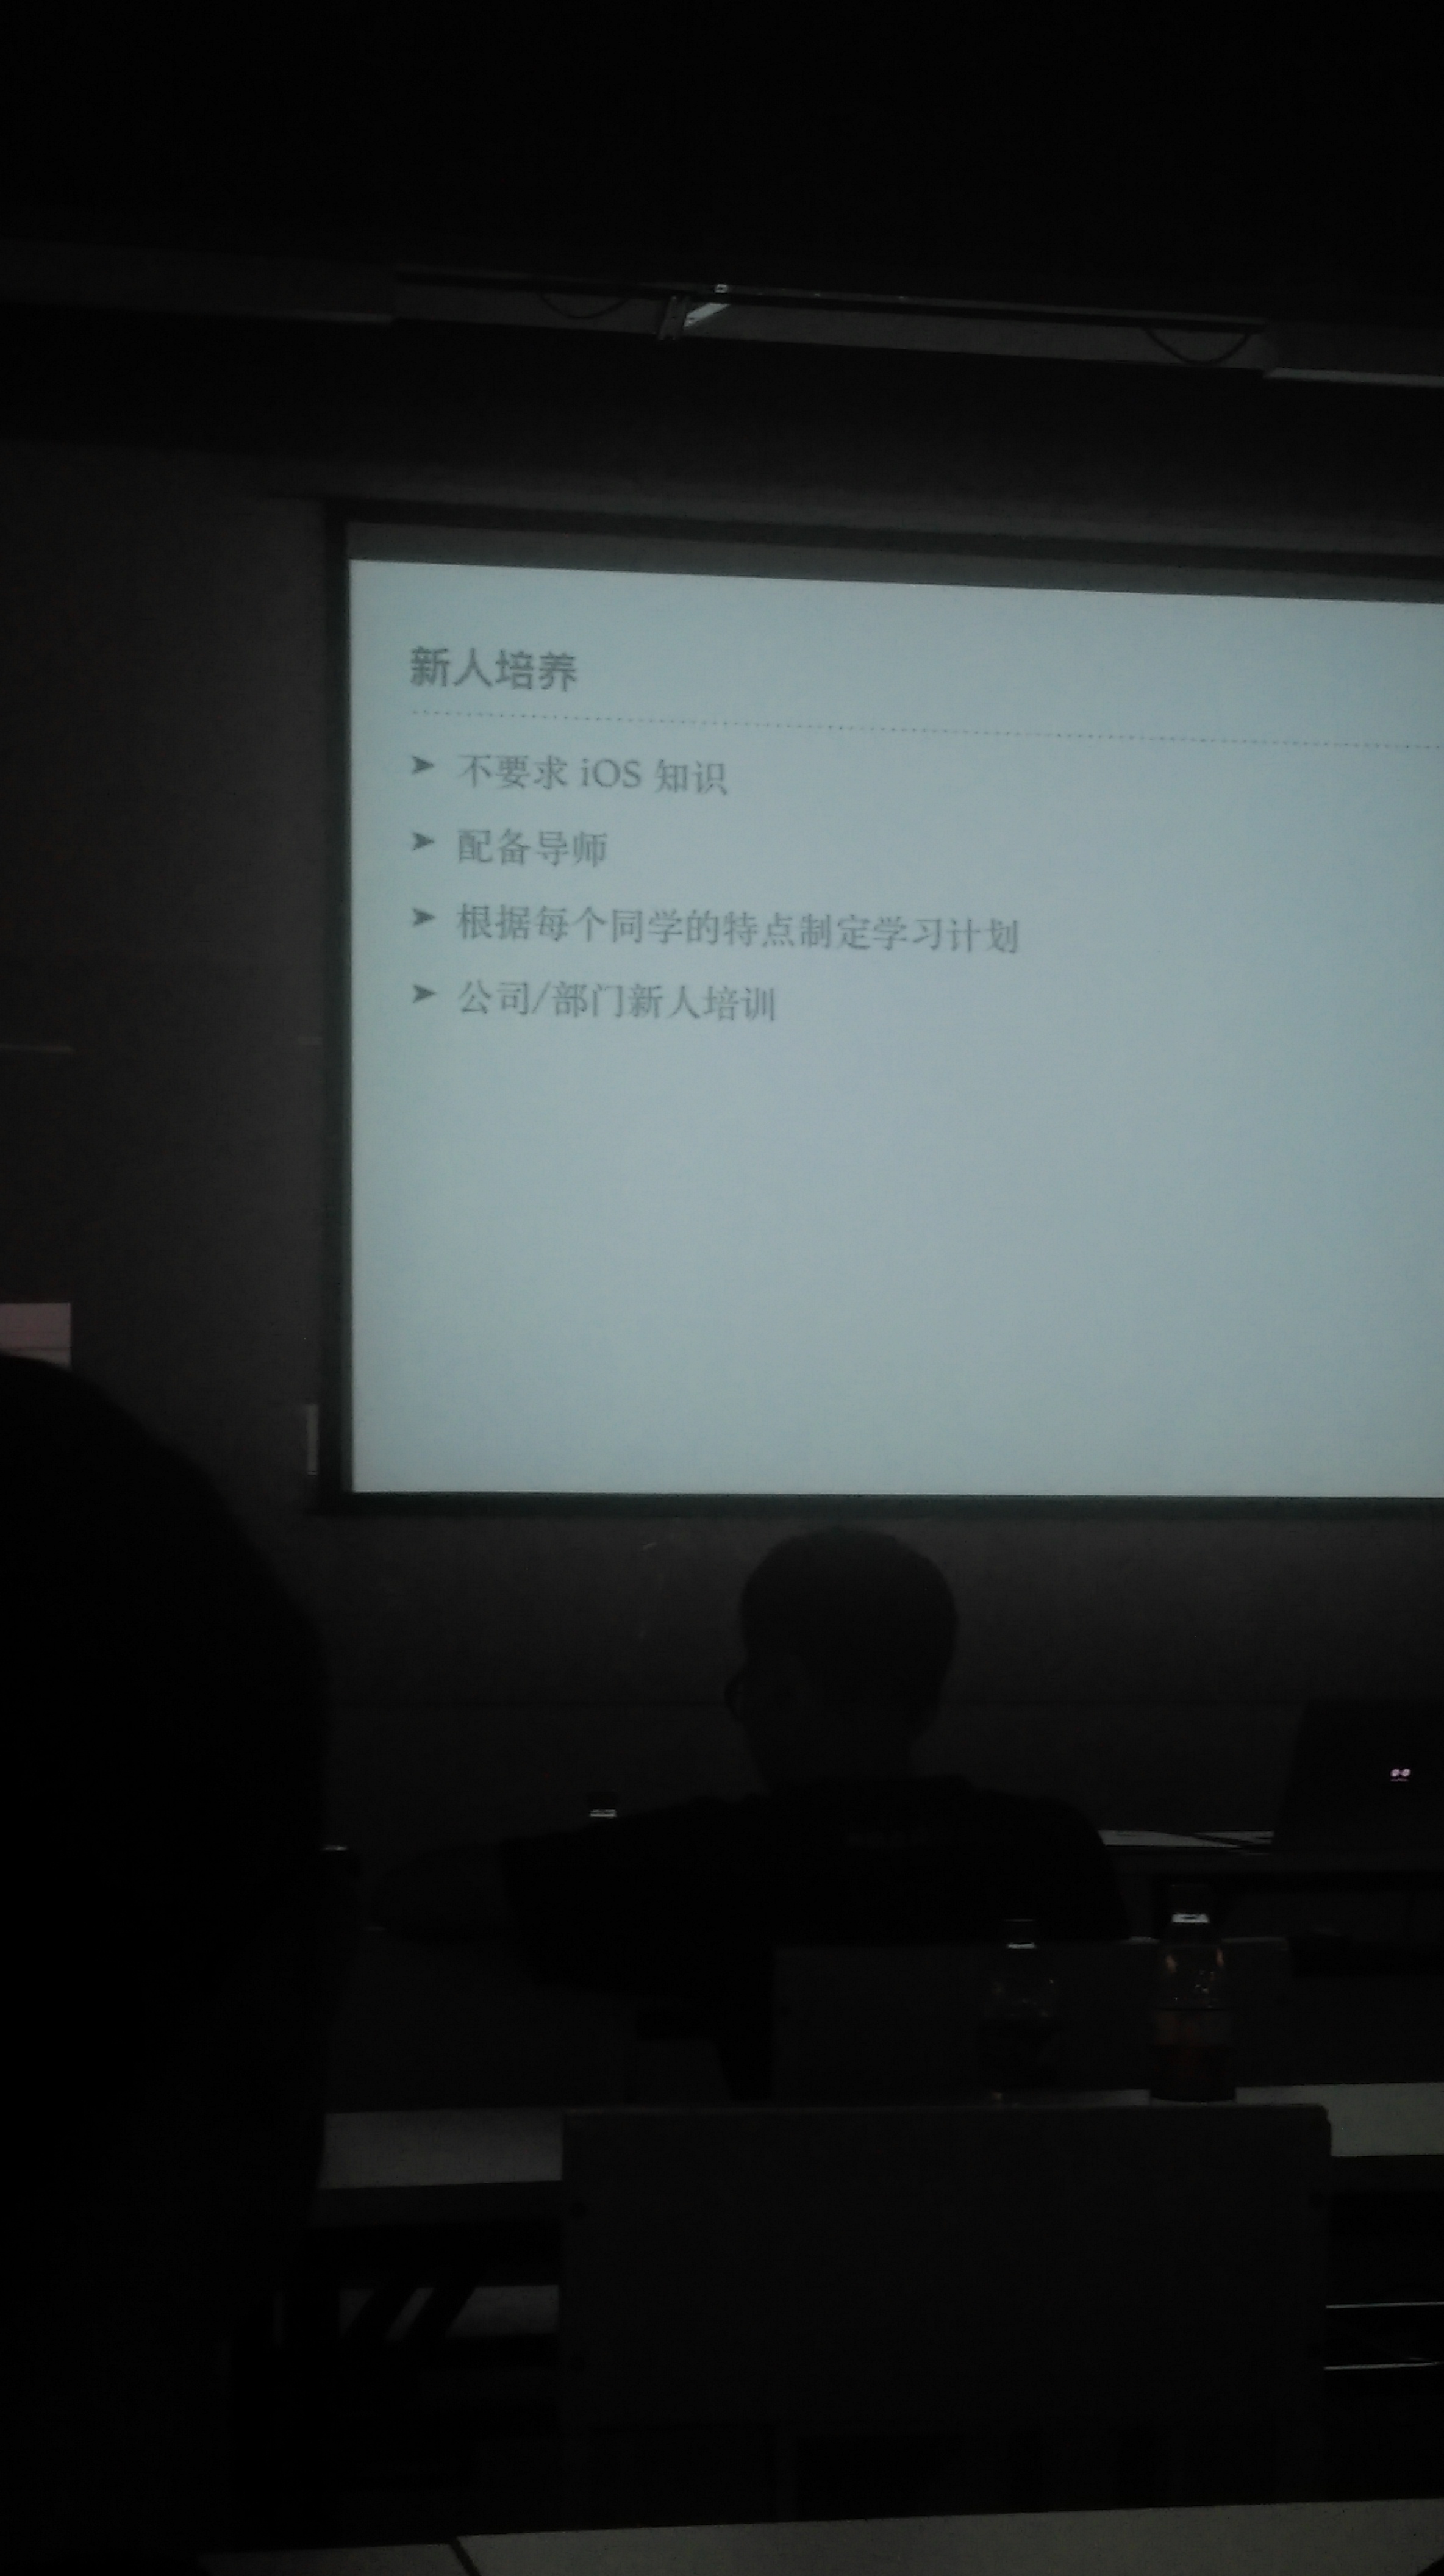 新人培养
➤ 不要求 iOS 知识
➤ 配备导师
➤ 根据每个同学的特点制定学习计划
➤ 公司/部门新人培训